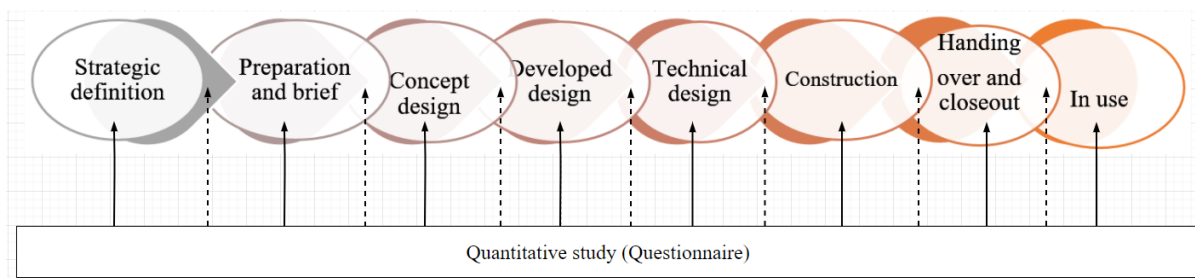 Strategic
definition
Preparation
and brief
Concept
design
Developed
design
Technical
design
Construction
Handing
over and
closeout
In use
Quantitative study (Questionnaire)